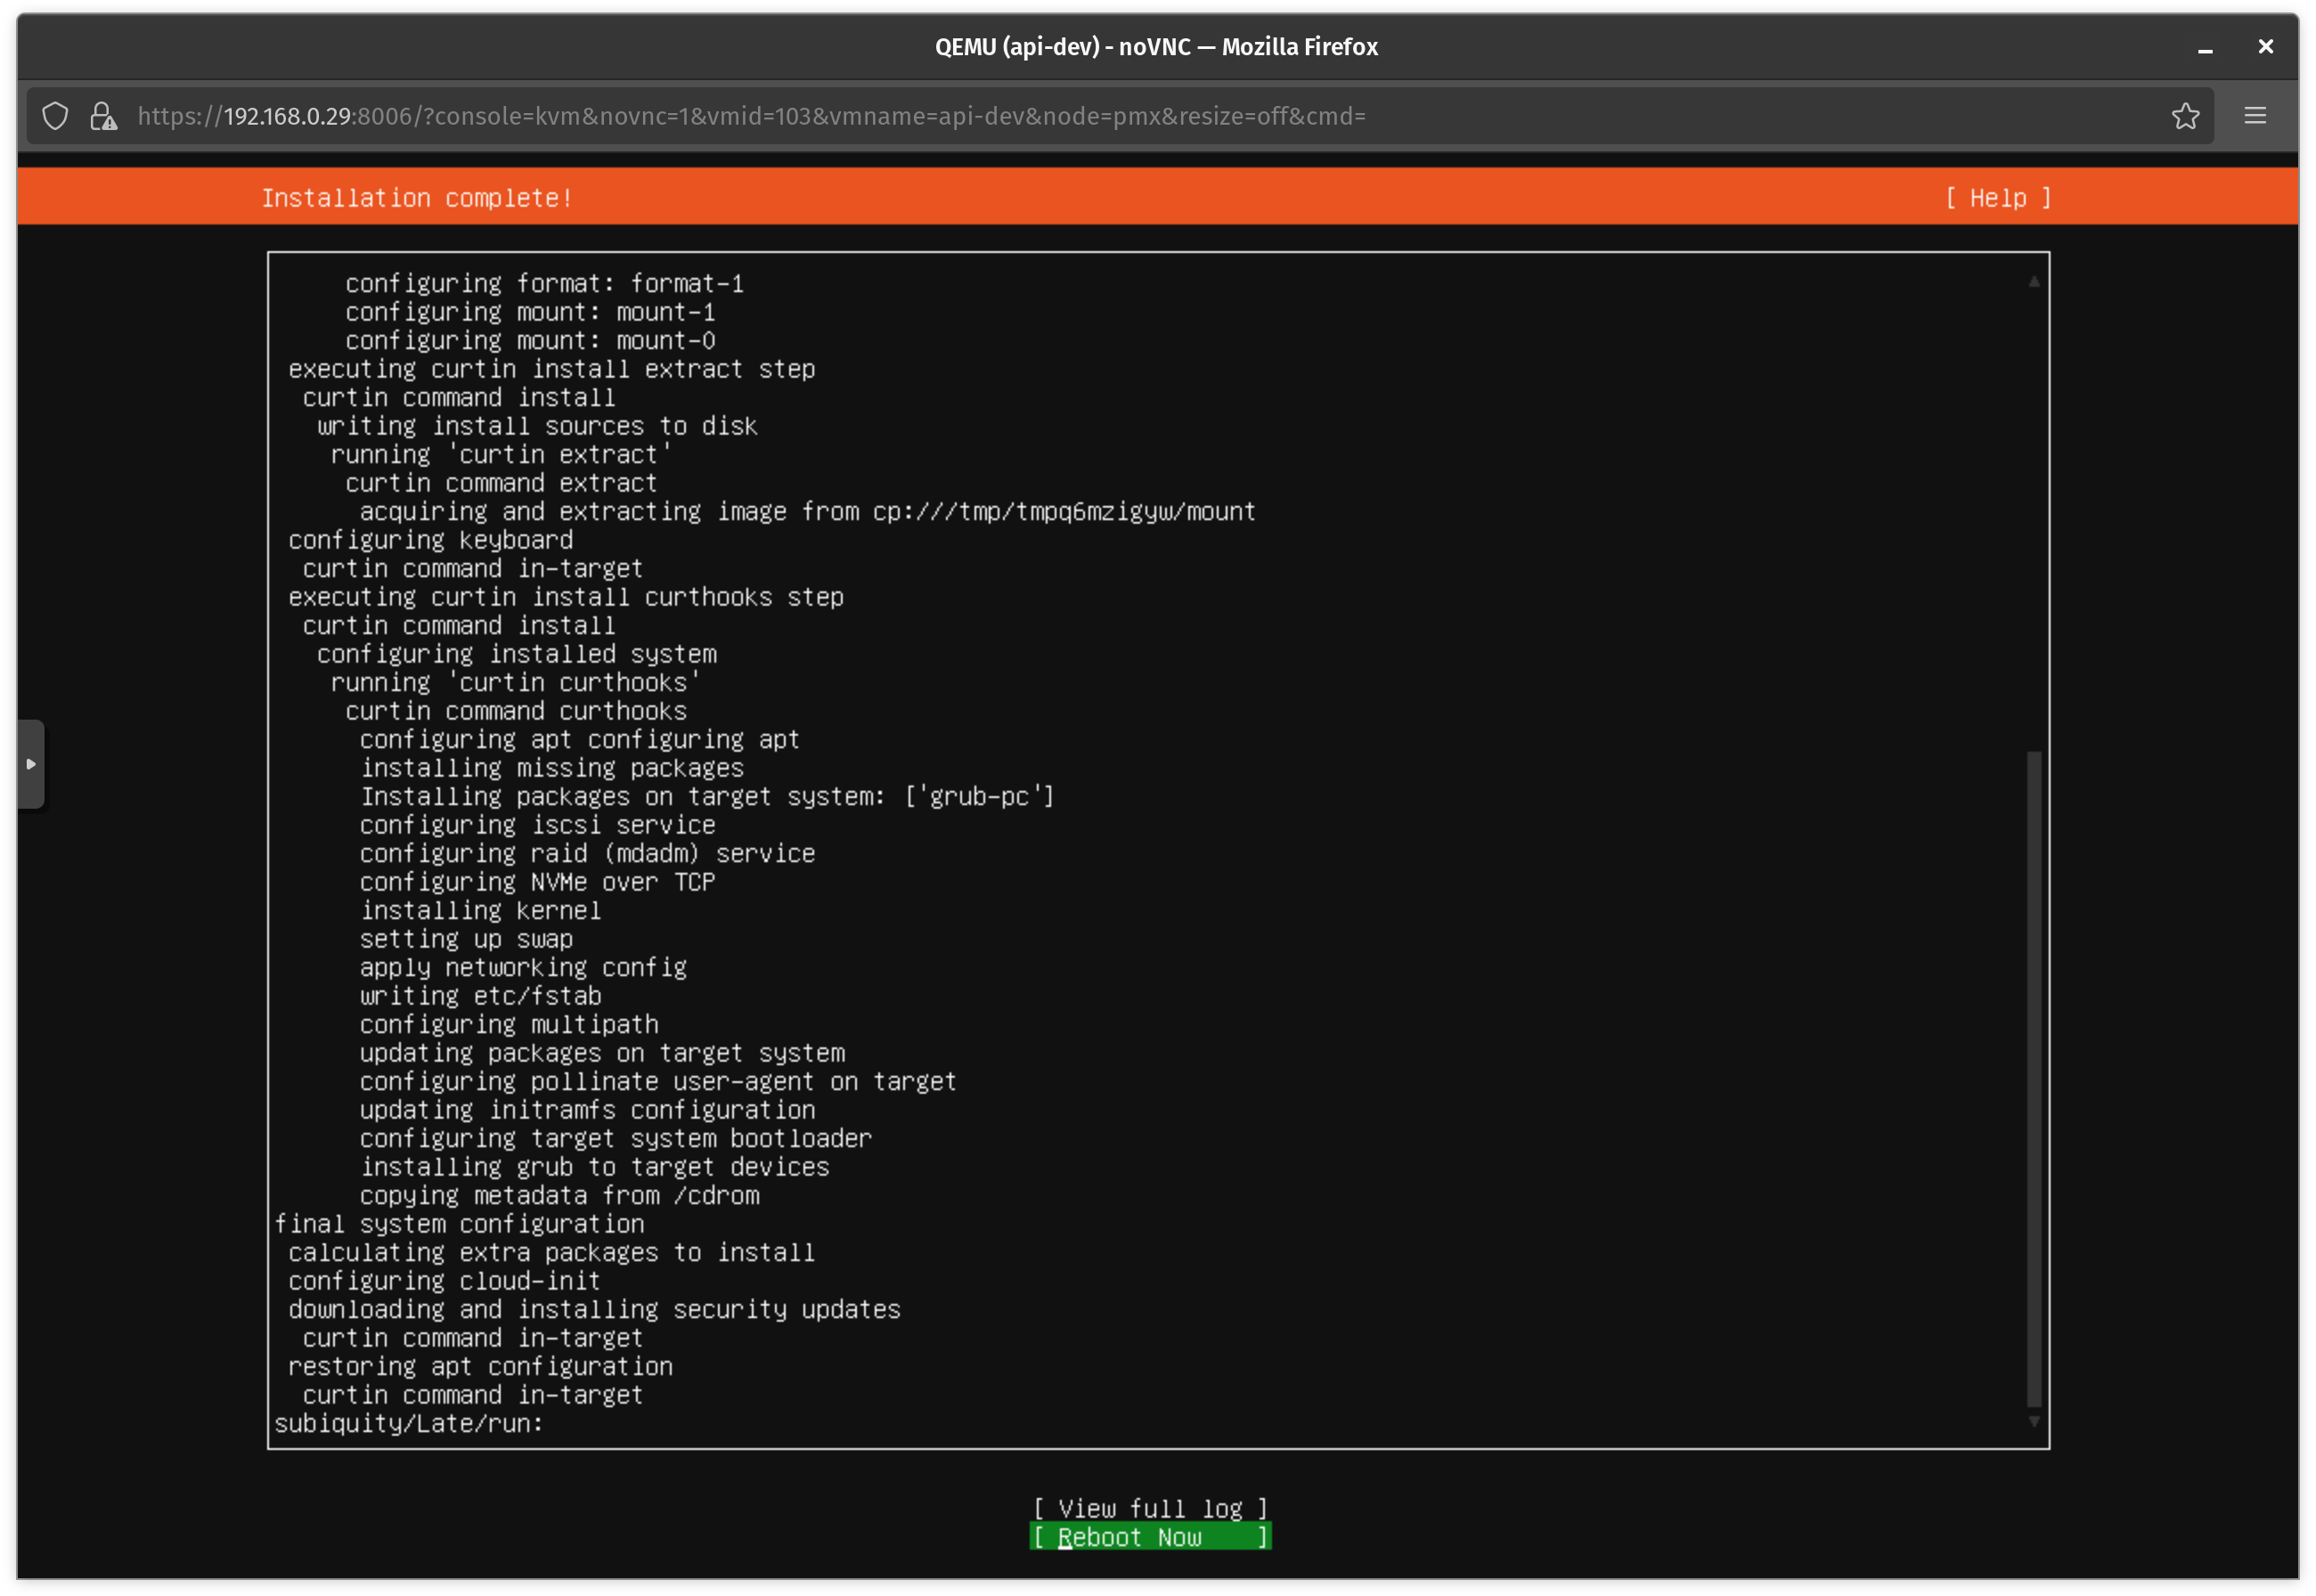 QEMU (api-dev) - noVNC — Mozilla Firefox
https://192.168.0.29:8006/?console=kvm&novnc=1&vmid=103&vmname=api-dev&node=pmx&resize=off&cmd=
Installation complete! [ Help ]
configuring format: format-1
configuring mount: mount-1
configuring mount: mount-0
executing curtin install extract step
curtin command install
writing install sources to disk
running 'curtin extract'
curtin command extract
acquiring and extracting image from cp:///tmp/tmpq6mzigyw/mount
configuring keyboard
curtin command in-target
executing curtin install curthooks step
curtin command install
configuring installed system
running 'curtin curthooks'
curtin command curthooks
configuring apt configuring apt
installing missing packages
Installing packages on target system: ['grub-pc']
configuring iscsi service
configuring raid (mdadm) service
configuring NVMe over TCP
installing kernel
setting up swap
apply networking config
writing etc/fstab
configuring multipath
updating packages on target system
configuring pollinate user-agent on target
updating initramfs configuration
configuring target system bootloader
installing grub to target devices
copying metadata from /cdrom
final system configuration
calculating extra packages to install
configuring cloud-init
downloading and installing security updates
curtin command in-target
restoring apt configuration
curtin command in-target
subiquity/Late/run:
[ View full log ]
[ Reboot Now ]